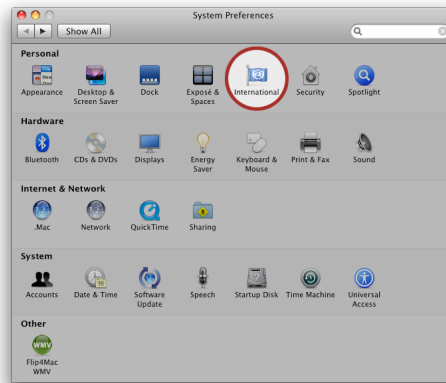 System Preferences
Show All
Personal
Appearance
Desktop &
Screen Saver
Dock
Exposé &
Spaces
International
Security
Spotlight
Hardware
Bluetooth
CDs & DVDs
Displays
Energy
Saver
Keyboard &
Mouse
Print & Fax
Sound
Internet & Network
.Mac
Network
QuickTime
Sharing
System
Accounts
Date & Time
Software
Update
Speech
Startup Disk
Time Machine
Universal
Access
Other
WMV
Flip4Mac
WMV